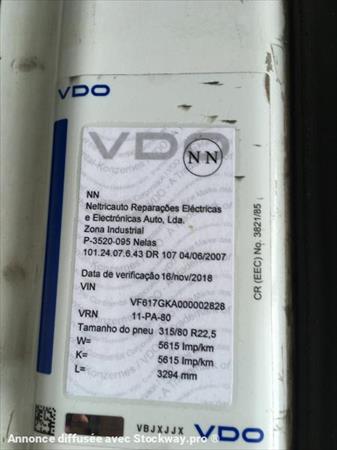 VDO
VDO
NN
NN
Neltricauto Reparações Eléctricas
e Electrónicas Auto, Lda.
Zona Industrial
P-3520-095 Nelas
101.24.07.6.43 DR 107 04/06/2007
Data de verificação 16/nov/2018
VIN
VF617GKA000002828
VRN 11-PA-80
Tamanho do pneu 315/80 R22,5
W= 5615 Imp/km
K= 5615 Imp/km
L= 3294 mm
CR (EEC) No. 3821/85
VBJXJJX
VDO
Annonce diffusée avec Stockway.pro ®